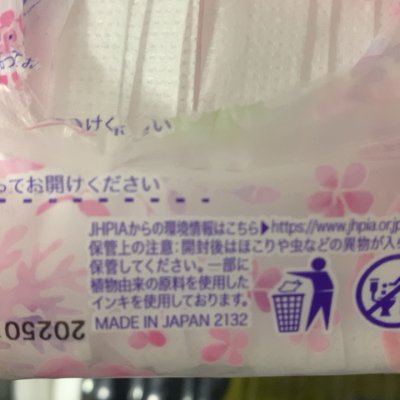 けください
ってお開けください
JHPIAからの環境情報はこちら▶https://www.jhpia.or.jp
保管上の注意:開封後はほこりや虫などの異物が入
保管してください。一部に
植物由来の原料を使用した
インキを使用しております。
MADE IN JAPAN 2132
20250